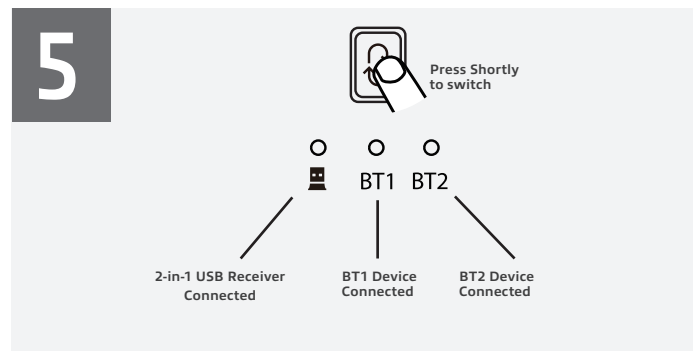 5
Press Shortly
to switch
BT1 BT2
2-in-1 USB Receiver
Connected
BT1 Device
Connected
BT2 Device
Connected